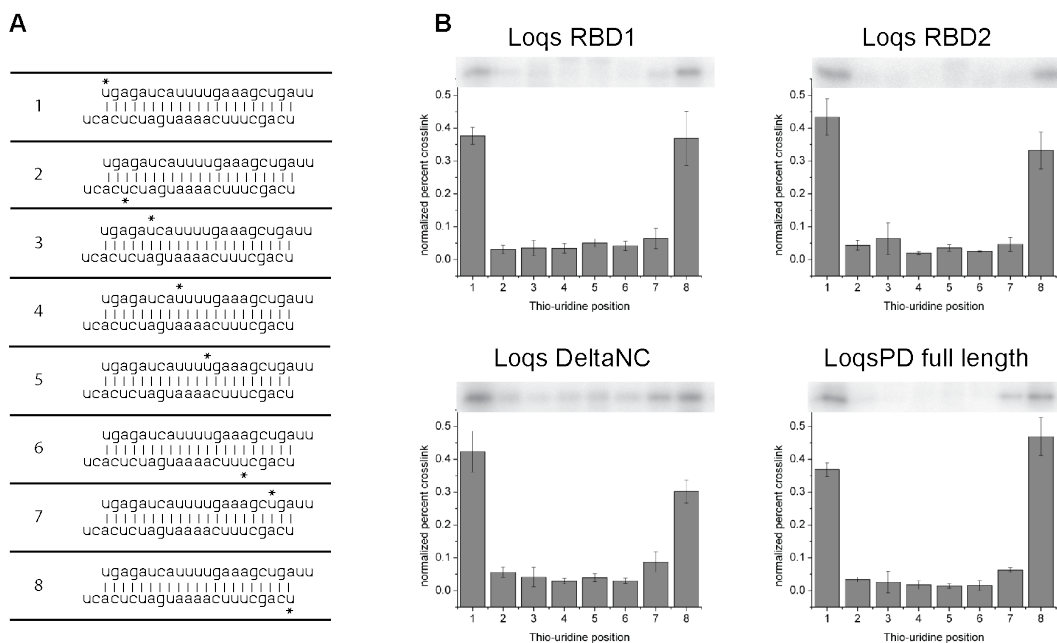 A
1
*
ugagaucauuuugaaagcugauu
ucacucuaguaaaacuuucgacu
2
ugagaucauuuugaaagcugauu
ucacucuaguaaaacuuucgacu
*
3
*
ugagaucauuuugaaagcugauu
ucacucuaguaaaacuuucgacu
4
*
ugagaucauuuugaaagcugauu
ucacucuaguaaaacuuucgacu
5
*
ugagaucauuuugaaagcugauu
ucacucuaguaaaacuuucgacu
6
ugagaucauuuugaaagcugauu
ucacucuaguaaaacuuucgacu
*
7
*
ugagaucauuuugaaagcugauu
ucacucuaguaaaacuuucgacu
8
ugagaucauuuugaaagcugauu
ucacucuaguaaaacuuucgacu
*
B
Loqs RBD1
normalized percent crosslink
0.5
0.4
0.3
0.2
0.1
0.0
1 2 3 4 5 6 7 8
Thio-uridine position
Loqs RBD2
normalized percent crosslink
0.5
0.4
0.3
0.2
0.1
0.0
1 2 3 4 5 6 7 8
Thio-uridine position
Loqs DeltaNC
normalized percent crosslink
0.5
0.4
0.3
0.2
0.1
0.0
1 2 3 4 5 6 7 8
Thio-uridine position
LoqsPD full length
normalized percent crosslink
0.5
0.4
0.3
0.2
0.1
0.0
1 2 3 4 5 6 7 8
Thio-uridine position